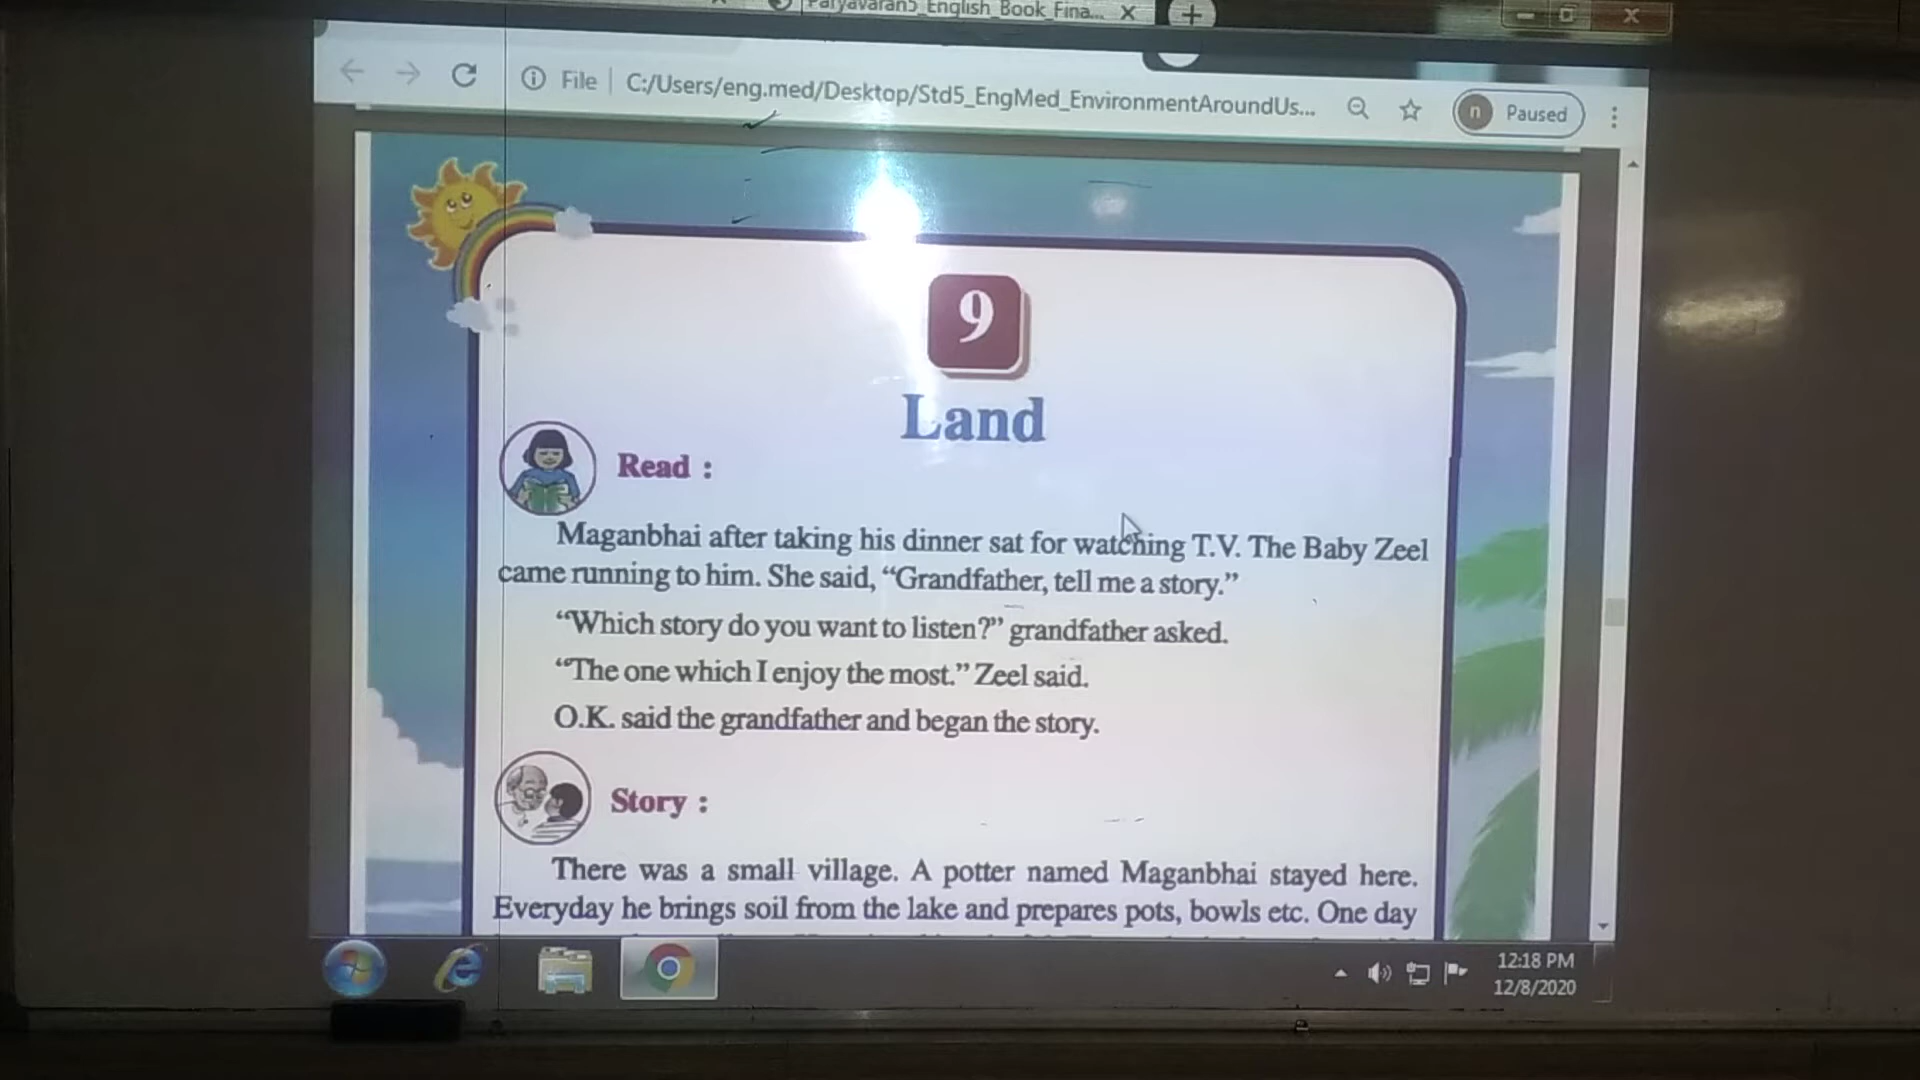 Paryavaran5_English_Book_Fina...
File
C:/Users/eng.med/Desktop/Std5_EngMed_EnvironmentAroundUs...
n
Paused
9
Land
Read :
Maganbhai after taking his dinner sat for watching T.V. The Baby Zeel
came running to him. She said, “Grandfather, tell me a story.”
“Which story do you want to listen?” grandfather asked.
“The one which I enjoy the most.” Zeel said.
O.K. said the grandfather and began the story.
Story :
There was a small village. A potter named Maganbhai stayed here.
Everyday he brings soil from the lake and prepares pots, bowls etc. One day
12:18 PM
12/8/2020